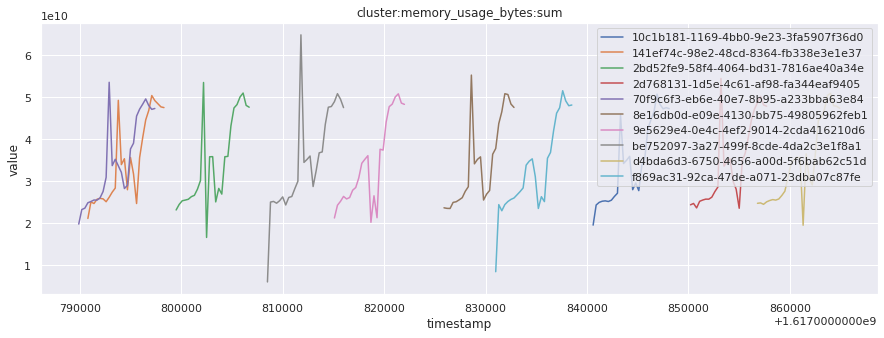 cluster:memory_usage_bytes:sum
1e10
10c1b181-1169-4bb0-9e23-3fa5907f36d0
141ef74c-98e2-48cd-8364-fb338e3e1e37
2bd52fe9-58f4-4064-bd31-7816ae40a34e
2d768131-1d5e-4c61-af98-fa344eaf9405
70f9c6f3-eb6e-40e7-8b95-a233bba63e84
8e16db0d-e09e-4130-bb75-49805962feb1
9e5629e4-0e4c-4ef2-9014-2cda416210d6
be752097-3a27-499f-8cde-4da2c3e1f8a1
d4bda6d3-6750-4656-a00d-5f6bab62c51d
f869ac31-92ca-47de-a071-23dba07c87fe
6
5
4
3
2
1
value
790000 800000 810000 820000 830000 840000 850000 860000
timestamp
+1.6170000000e9